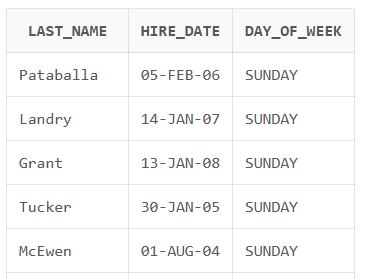 LAST_NAME HIRE_DATE DAY_OF_WEEK
Pataballa 05-FEB-06 SUNDAY
Landry 14-JAN-07 SUNDAY
Grant 13-JAN-08 SUNDAY
Tucker 30-JAN-05 SUNDAY
McEwen 01-AUG-04 SUNDAY